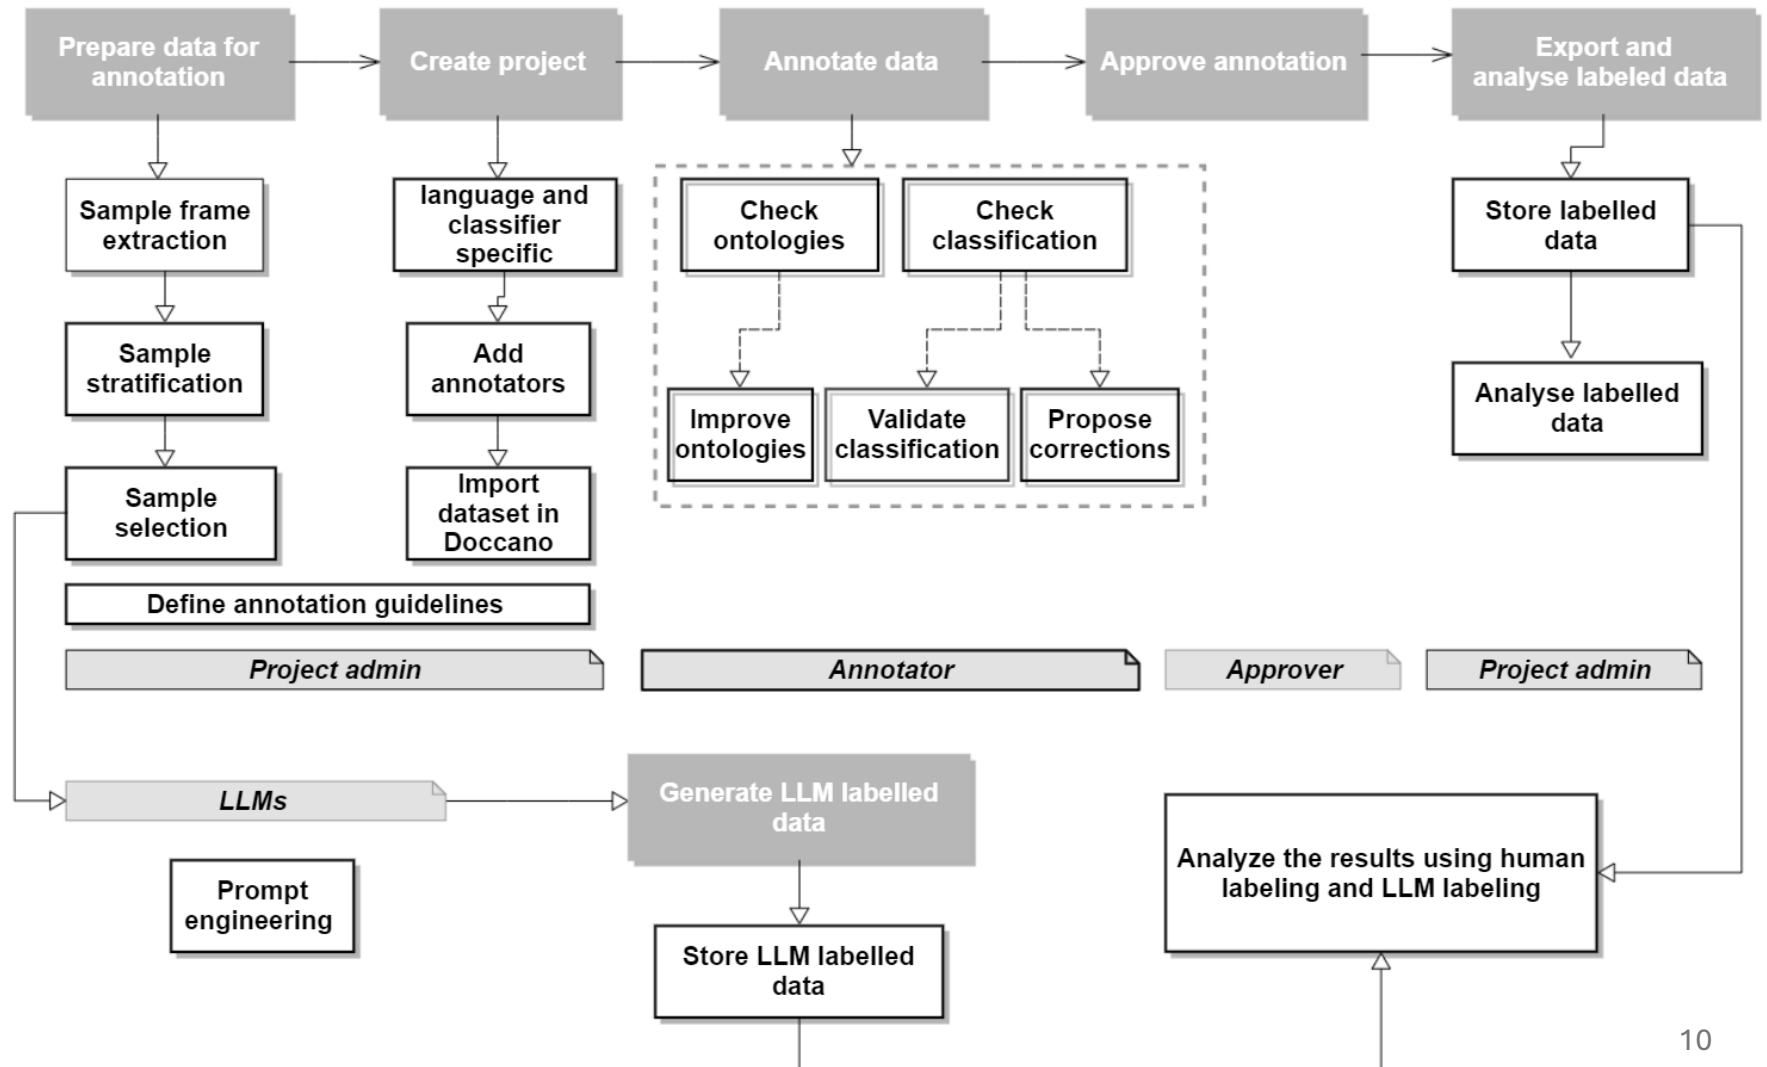 Prepare data for
annotation
Create project
Annotate data
Approve annotation
Export and
analyse labeled data
Sample frame
extraction
language and
classifier
specific
Check
ontologies
Check
classification
Store labelled
data
Sample
stratification
Add
annotators
Improve
ontologies
Validate
classification
Propose
corrections
Analyse labelled
data
Sample
selection
Import
dataset in
Doccano
Define annotation guidelines
Project admin
Annotator
Approver
Project admin
LLMs
Generate LLM labelled
data
Prompt
engineering
Analyze the results using human
labeling and LLM labeling
Store LLM labelled
data
10